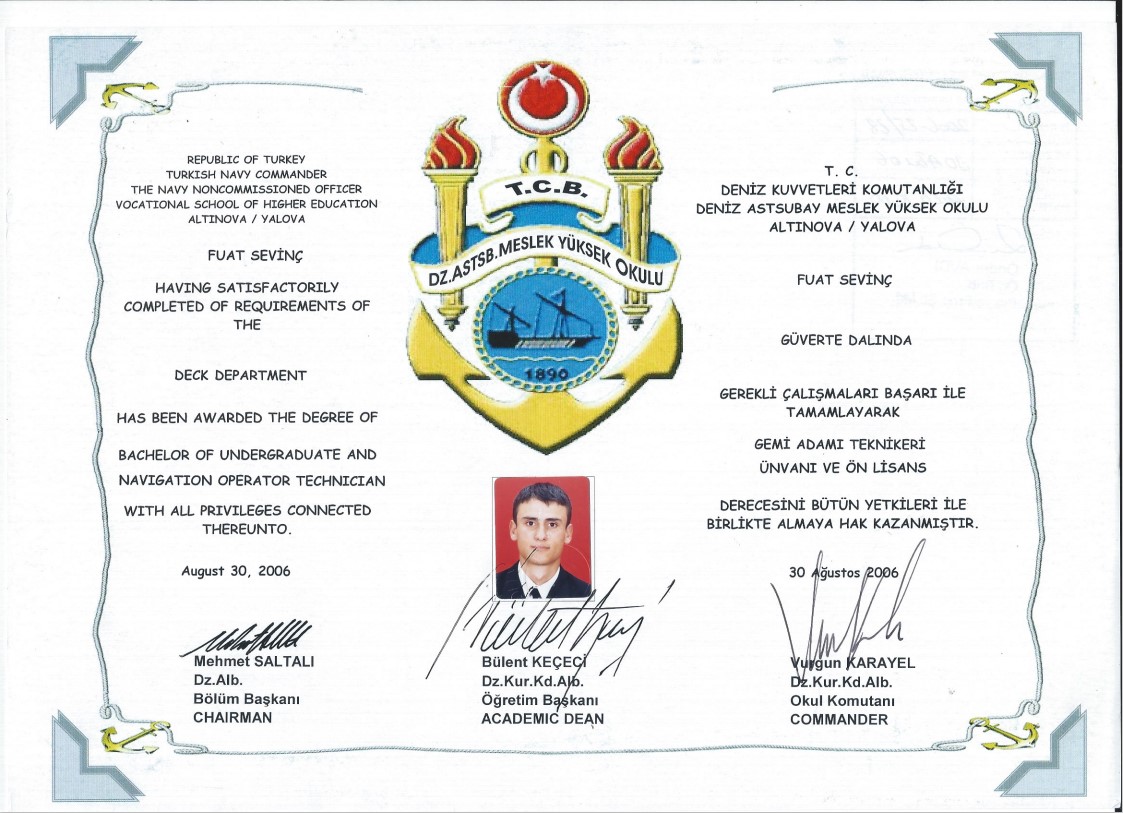 T.C.B.
DZ.ASTSB.MESLEK YÜKSEK OKULU
1890
REPUBLIC OF TURKEY
TURKISH NAVY COMMANDER
THE NAVY NONCOMMISSIONED OFFICER
VOCATIONAL SCHOOL OF HIGHER EDUCATION
ALTINOVA / YALOVA
FUAT SEVİNÇ
HAVING SATISFACTORILY
COMPLETED OF REQUIREMENTS OF
THE
DECK DEPARTMENT
HAS BEEN AWARDED THE DEGREE OF
BACHELOR OF UNDERGRADUATE AND
NAVIGATION OPERATOR TECHNICIAN
WITH ALL PRIVILEGES CONNECTED
THEREUNTO.
August 30, 2006
T. C.
DENİZ KUVVETLERİ KOMUTANLIĞI
DENİZ ASTSUBAY MESLEK YÜKSEK OKULU
ALTINOVA / YALOVA
FUAT SEVİNÇ
GÜVERTE DALINDA
GEREKLİ ÇALIŞMALARI BAŞARI İLE
TAMAMLAYARAK
GEMİ ADAMI TEKNİKERİ
ÜNVANI VE ÖN LİSANS
DERECESİNİ BÜTÜN YETKİLERİ İLE
BİRLİKTE ALMAYA HAK KAZANMIŞTIR.
30 Ağustos 2006
Mehmet SALTALI
Dz.Alb.
Bölüm Başkanı
CHAIRMAN
Bülent KEÇECİ
Dz.Kur.Kd.Alb.
Öğretim Başkanı
ACADEMIC DEAN
Vurgun KARAYEL
Dz.Kur.Kd.Alb.
Okul Komutanı
COMMANDER